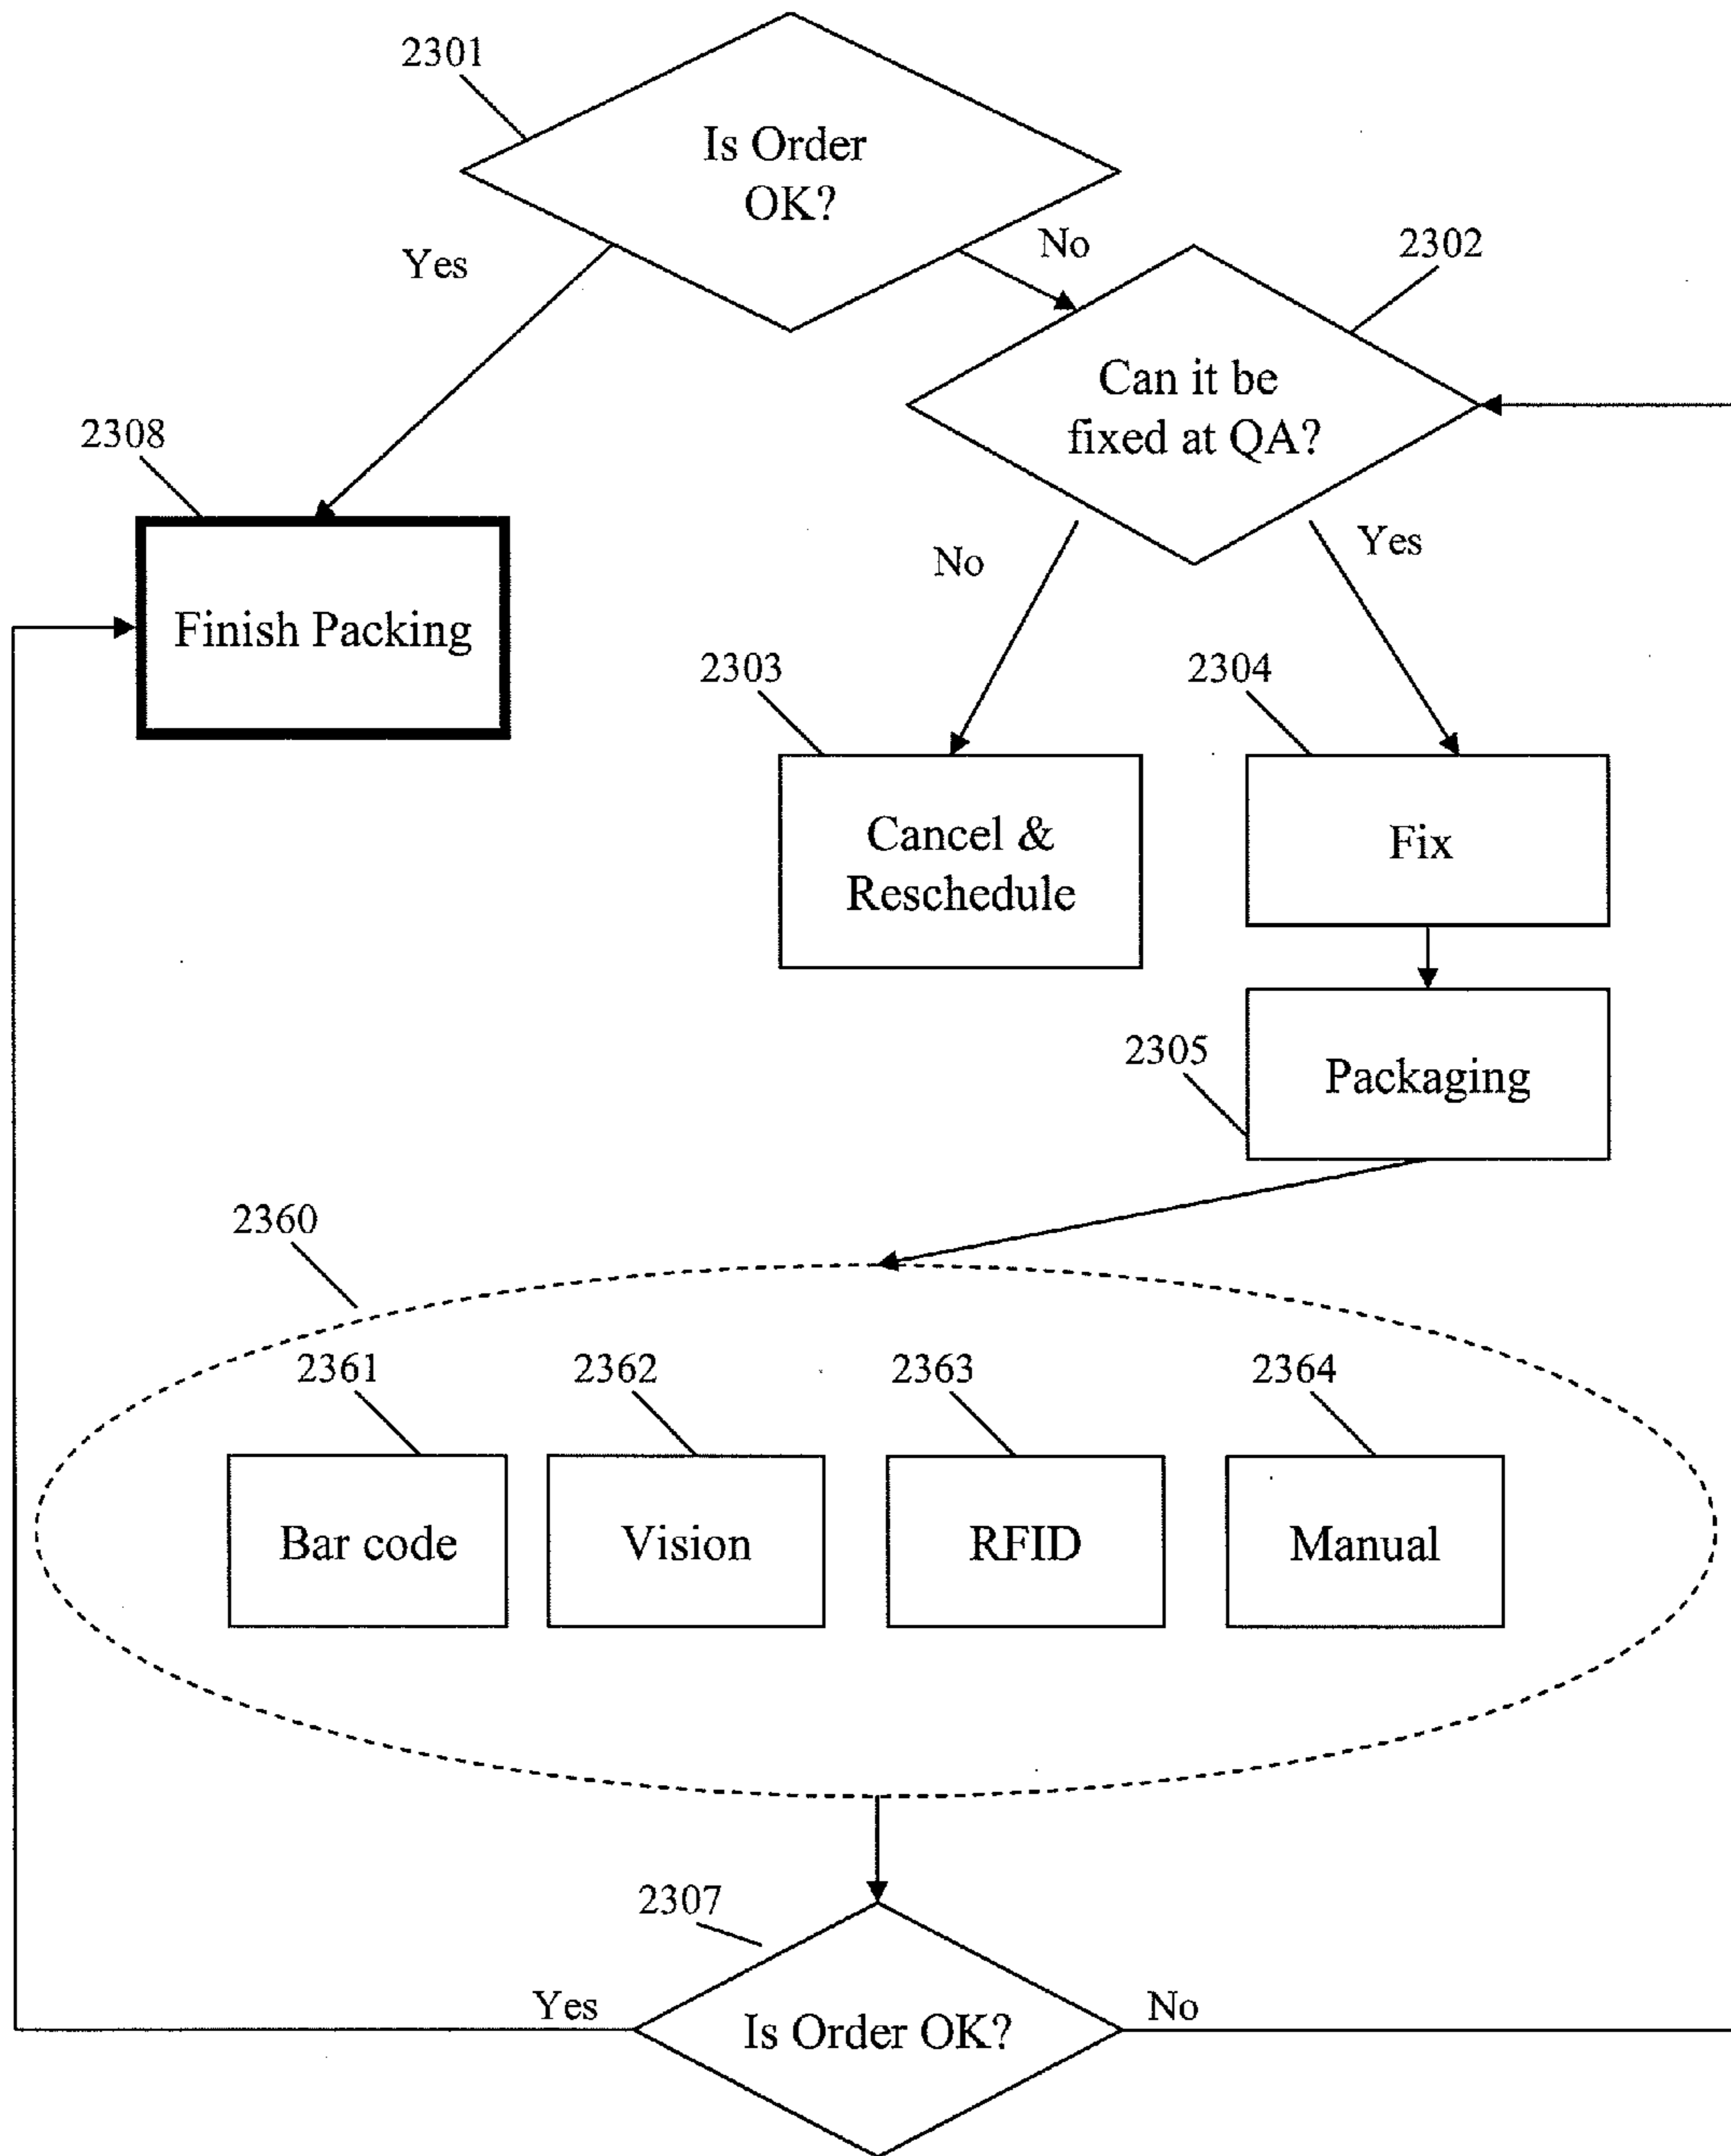 2301
Is Order
OK?
Yes
No
2302
Can it be
fixed at QA?
2308
Finish Packing
No
Yes
2303
2304
Cancel &
Reschedule
Fix
2305
Packaging
2360
2361
2362
2363
2364
Bar code
Vision
RFID
Manual
2307
Yes
Is Order OK?
No